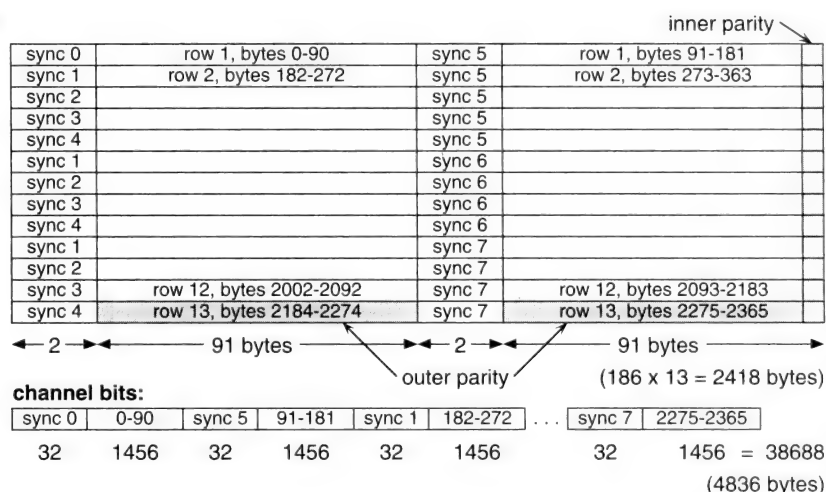 inner parity
sync 0 row 1, bytes 0-90 sync 5 row 1, bytes 91-181
sync 1 row 2, bytes 182-272 sync 5 row 2, bytes 273-363
sync 2 sync 5
sync 3 sync 5
sync 4 sync 5
sync 1 sync 6
sync 2 sync 6
sync 3 sync 6
sync 4 sync 6
sync 1 sync 7
sync 2 sync 7
sync 3 row 12, bytes 2002-2092 sync 7 row 12, bytes 2093-2183
sync 4 row 13, bytes 2184-2274 sync 7 row 13, bytes 2275-2365
2 91 bytes 2 91 bytes
outer parity (186 x 13 = 2418 bytes)
channel bits:
sync 0 0-90 sync 5 91-181 sync 1 182-272 . . . sync 7 2275-2365
32 1456 32 1456 32 1456 32 1456 = 38688
(4836 bytes)